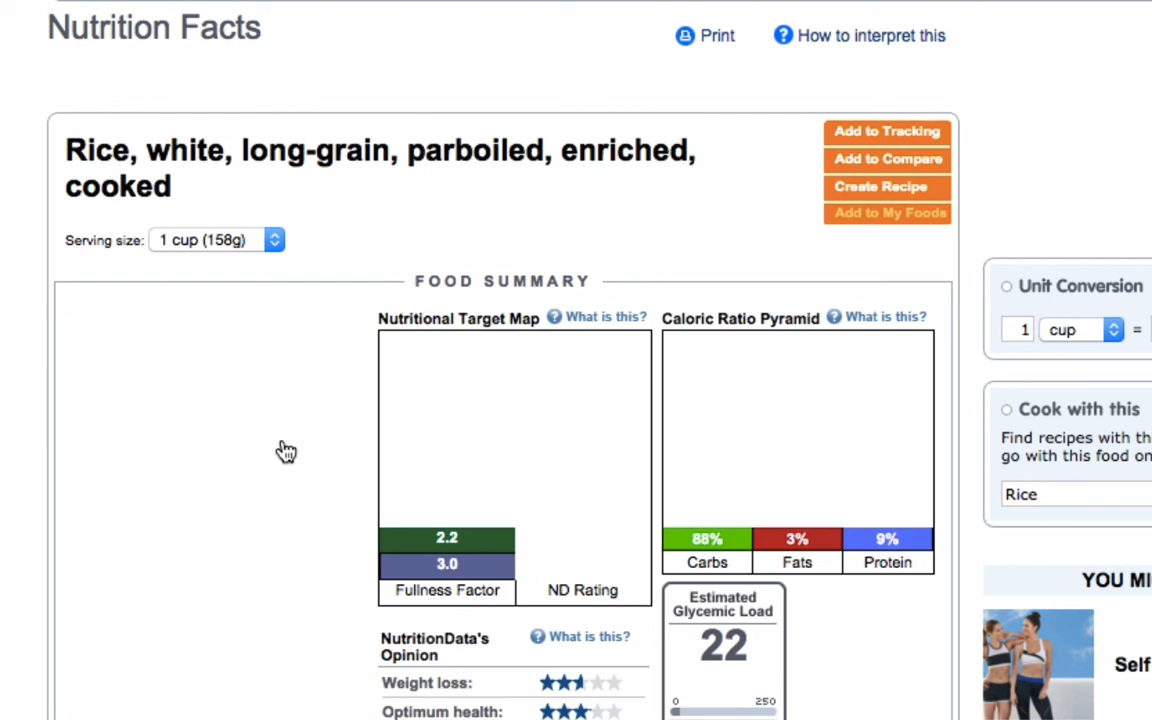 Nutrition Facts
Print
How to interpret this
Rice, white, long-grain, parboiled, enriched,
cooked
Add to Tracking
Add to Compare
Create Recipe
Add to My Foods
Serving size: 1 cup (158g)
FOOD SUMMARY
Nutritional Target Map What is this?
2.2
3.0
Fullness Factor ND Rating
Caloric Ratio Pyramid What is this?
88% 3% 9%
Carbs Fats Protein
NutritionData's
Opinion
What is this?
Weight loss:
Optimum health:
Estimated
Glycemic Load
22
0 250
Unit Conversion
1 cup =
Cook with this
Find recipes with th
go with this food on
Rice
YOU MI
Self